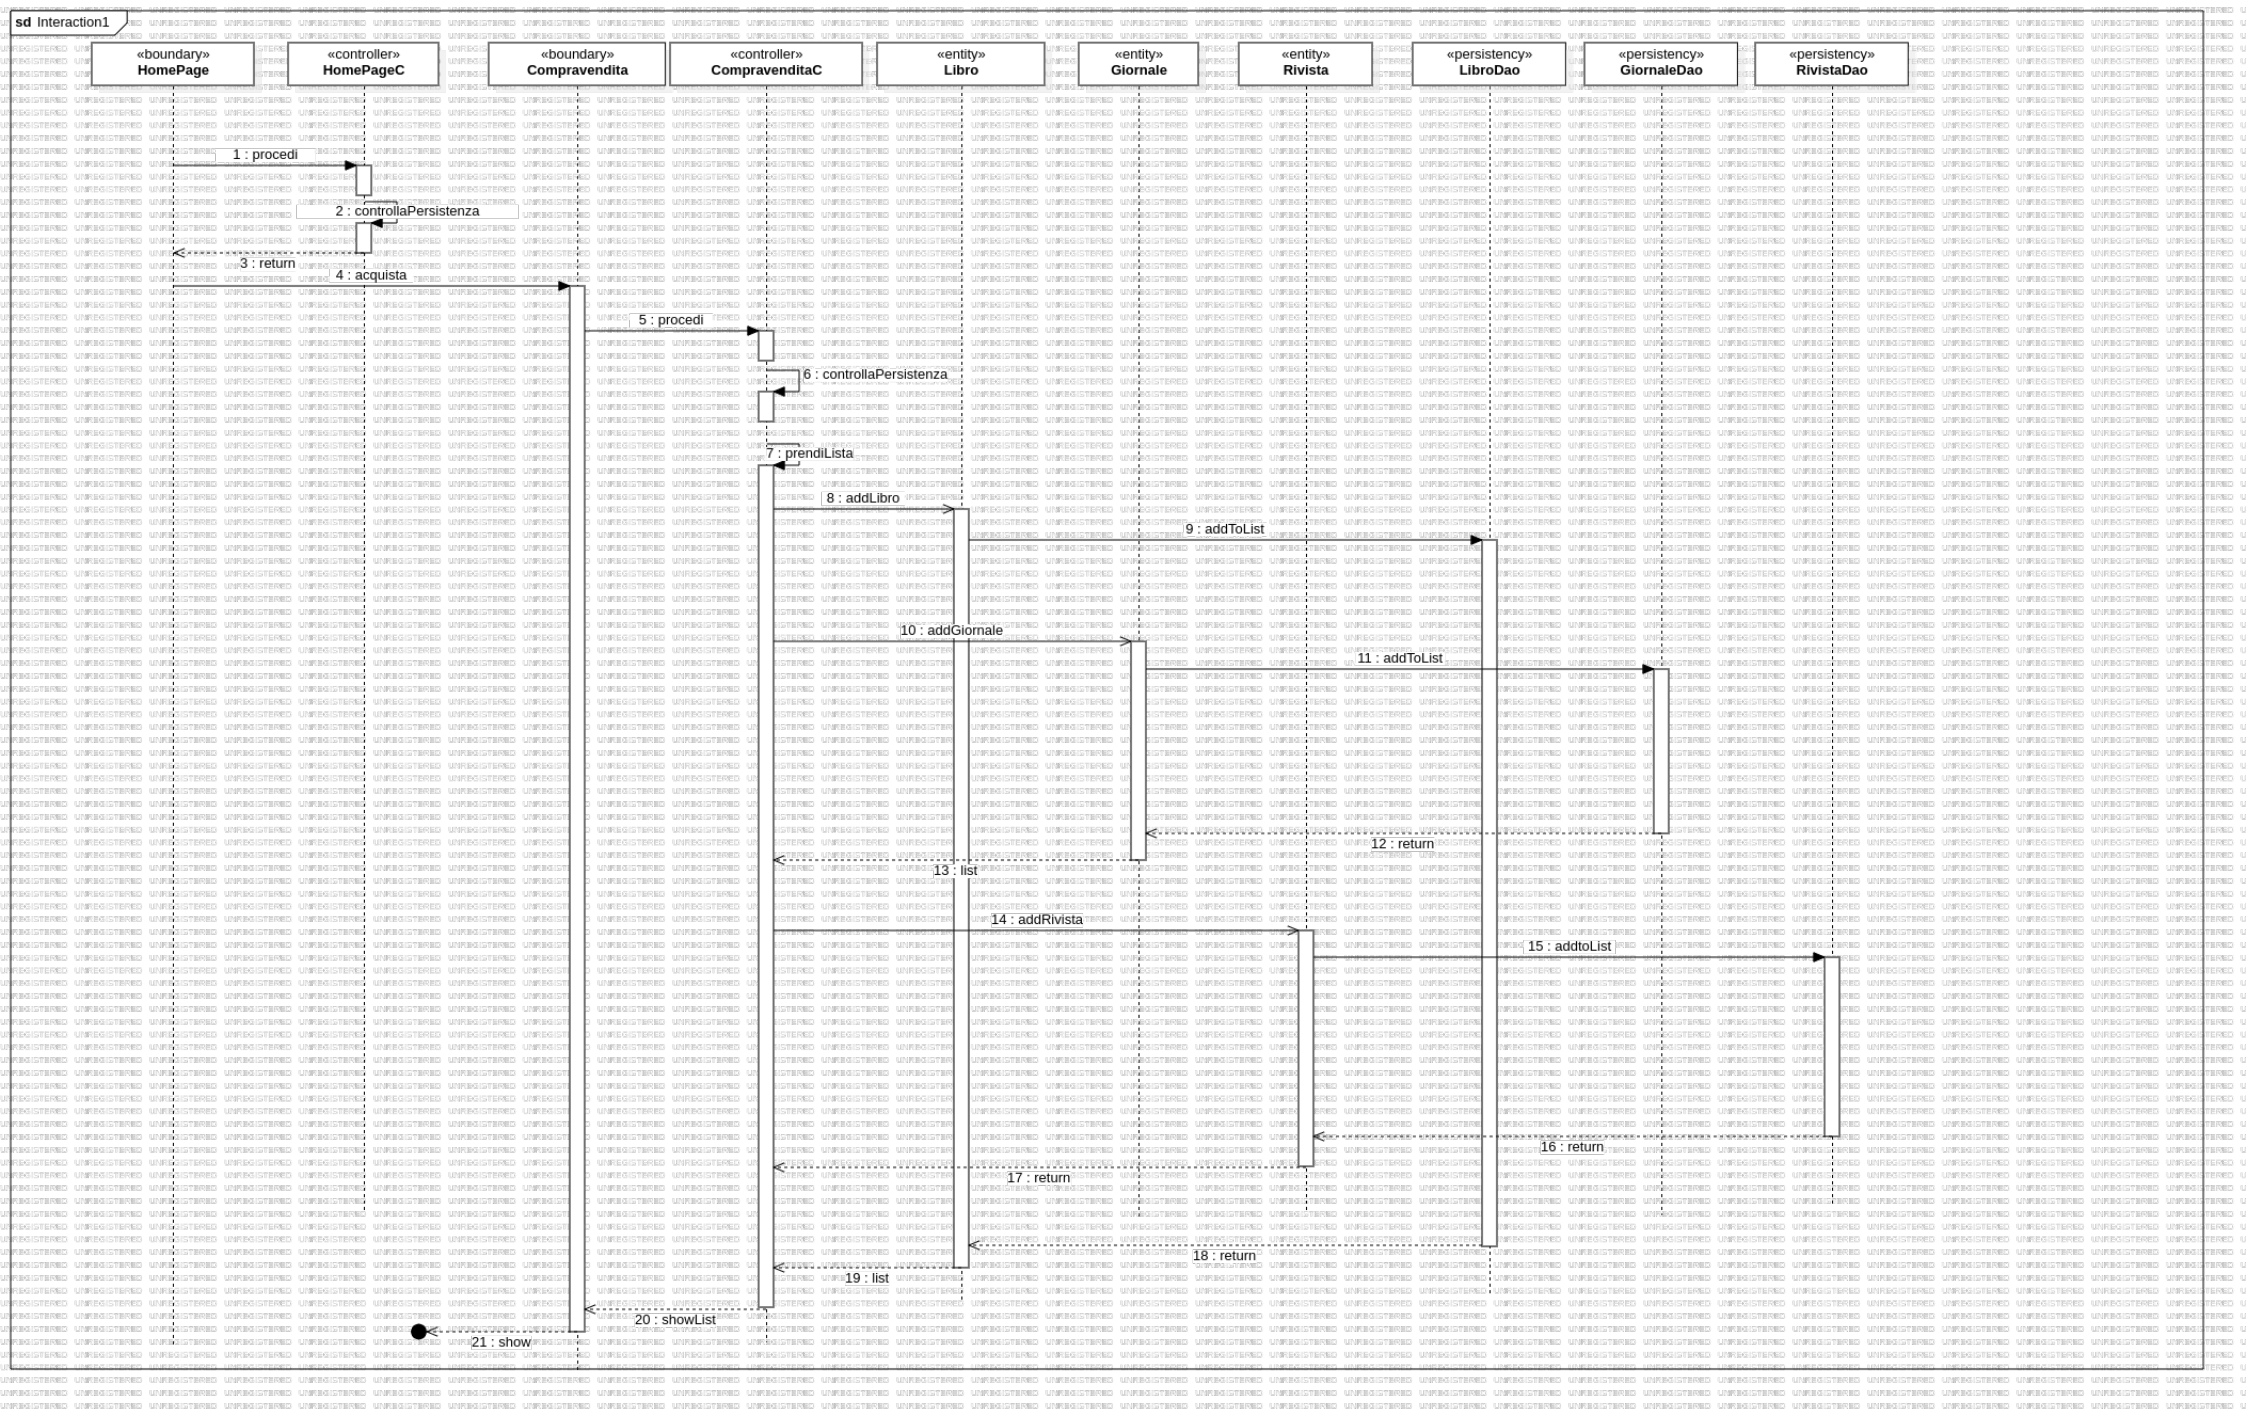 sd Interaction1
«boundary»
HomePage
«controller»
HomePageC
«boundary»
Compravendita
«controller»
CompravenditaC
«entity»
Libro
«entity»
Giornale
«entity»
Rivista
«persistency»
LibroDao
«persistency»
GiornaleDao
«persistency»
RivistaDao
1 : procedi
2 : controllaPersistenza
3 : return
4 : acquista
5 : procedi
6 : controllaPersistenza
7 : prendiLista
8 : addLibro
9 : addToList
10 : addGiornale
11 : addToList
12 : return
13 : list
14 : addRivista
15 : addtoList
16 : return
17 : return
18 : return
19 : list
20 : showList
21 : show